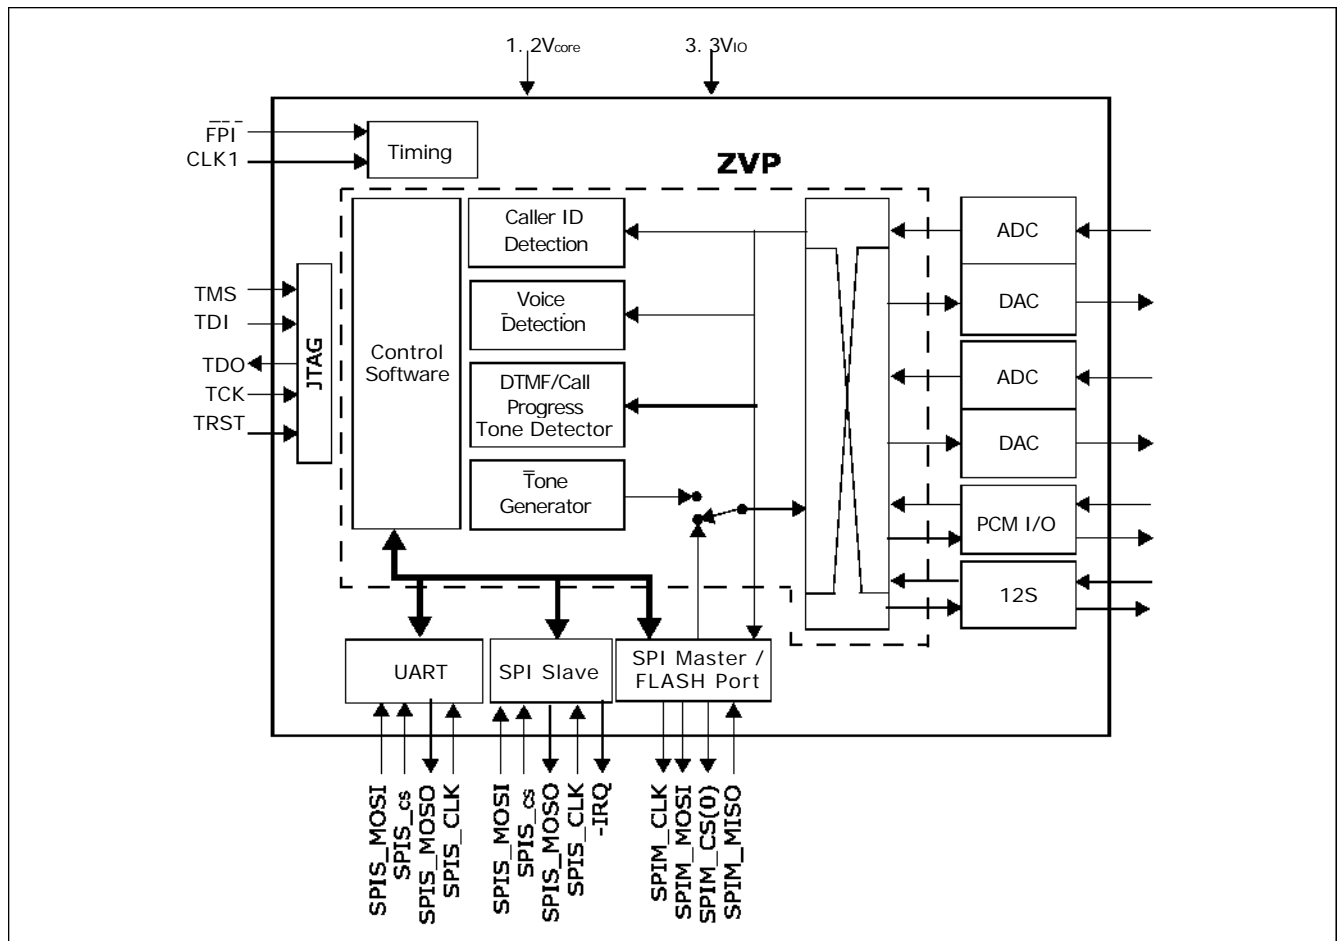 1. 2Vcore
3. 3VIO
FPI
CLK1
Timing
ZVP
Caller ID
Detection
ADC
DAC
TMS
TDI
TDO
TCK
TRST
JTAG
Control
Software
Voice
Detection
DTMF/Call
Progress
Tone Detector
ADC
DAC
Tone
Generator
PCM I/O
12S
UART
SPI Slave
SPI Master /
FLASH Port
SPIS_MOSI
SPIS_cs
SPIS_MOSO
SPIS_CLK
SPIS_MOSI
SPIS_cs
SPIS_MOSO
SPIS_CLK
-IRQ
SPIM_CLK
SPIM_MOSI
SPIM_CS(0)
SPIM_MISO